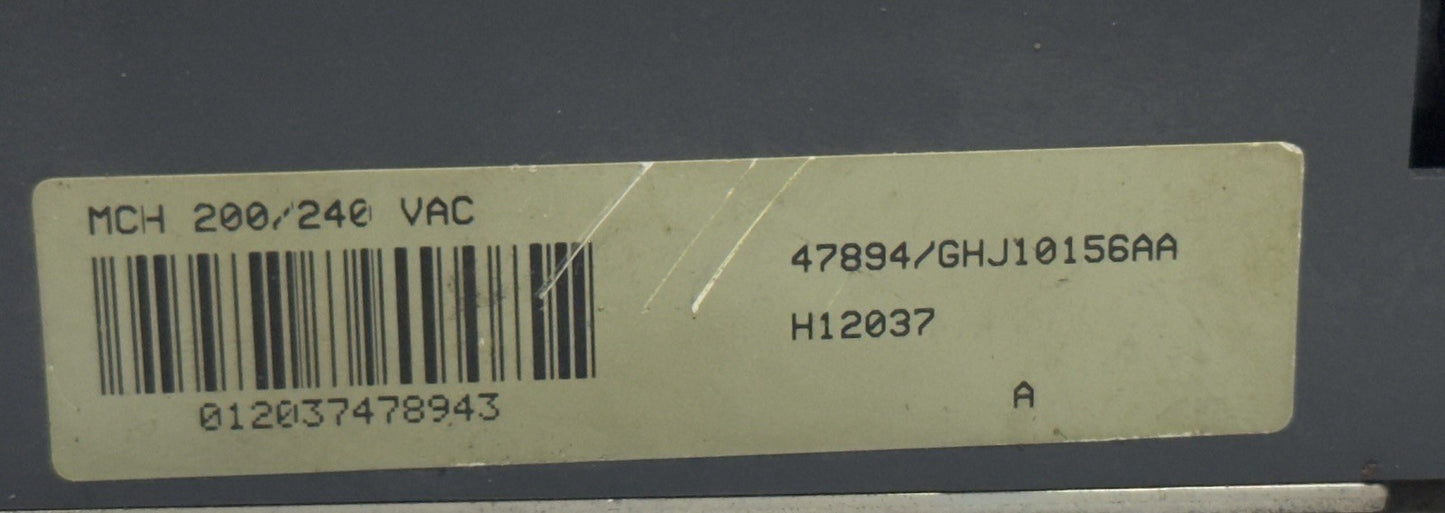 MCH 200/240 VAC
012037478943
47894/GHJ10156AA
H12037
A